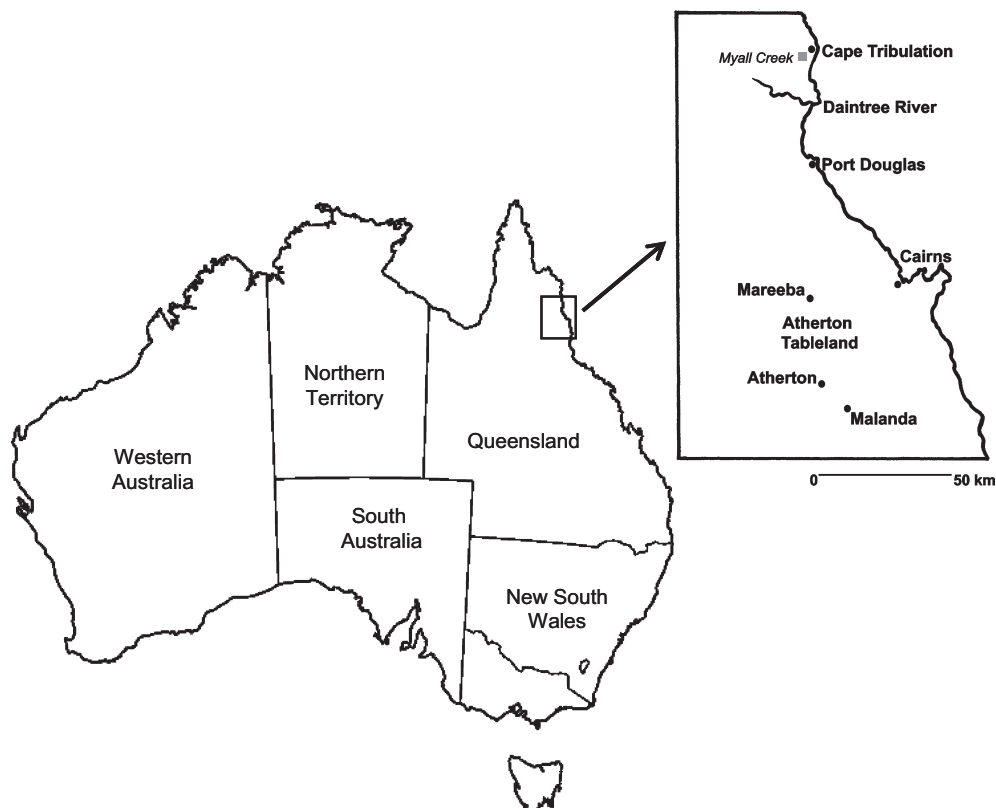 Myall Creek
Cape Tribulation
Daintree River
Port Douglas
Cairns
Mareeba
Atherton
Tableland
Atherton
Malanda
0
50 km
Northern
Territory
Queensland
Western
Australia
South
Australia
New South
Wales